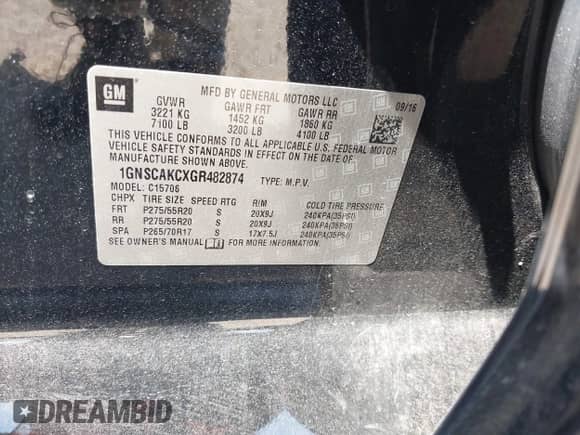 GM
MFD BY GENERAL MOTORS LLC
09/16
GVWR GAWR FRT GAWR RR
3221 KG 1452 KG 1860 KG
7100 LB 3200 LB 4100 LB
THIS VEHICLE CONFORMS TO ALL APPLICABLE U.S. FEDERAL MOTOR
VEHICLE SAFETY STANDARDS IN EFFECT ON THE DATE OF MANUFACTURE
SHOWN ABOVE.
1GNSCAKCXGR482874 TYPE: M.P.V.
MODEL: C15706
CHPX TIRE SIZE SPEED RTG RIM COLD TIRE PRESSURE
FRT P275/55R20 S 20X9J 240KPA(35PSI)
RR P275/55R20 S 20X9J 240KPA(35PSI)
SPA P265/70R17 S 17X7.5J 240KPA(35PSI)
SEE OWNER'S MANUAL FOR MORE INFORMATION.
DREAMBID